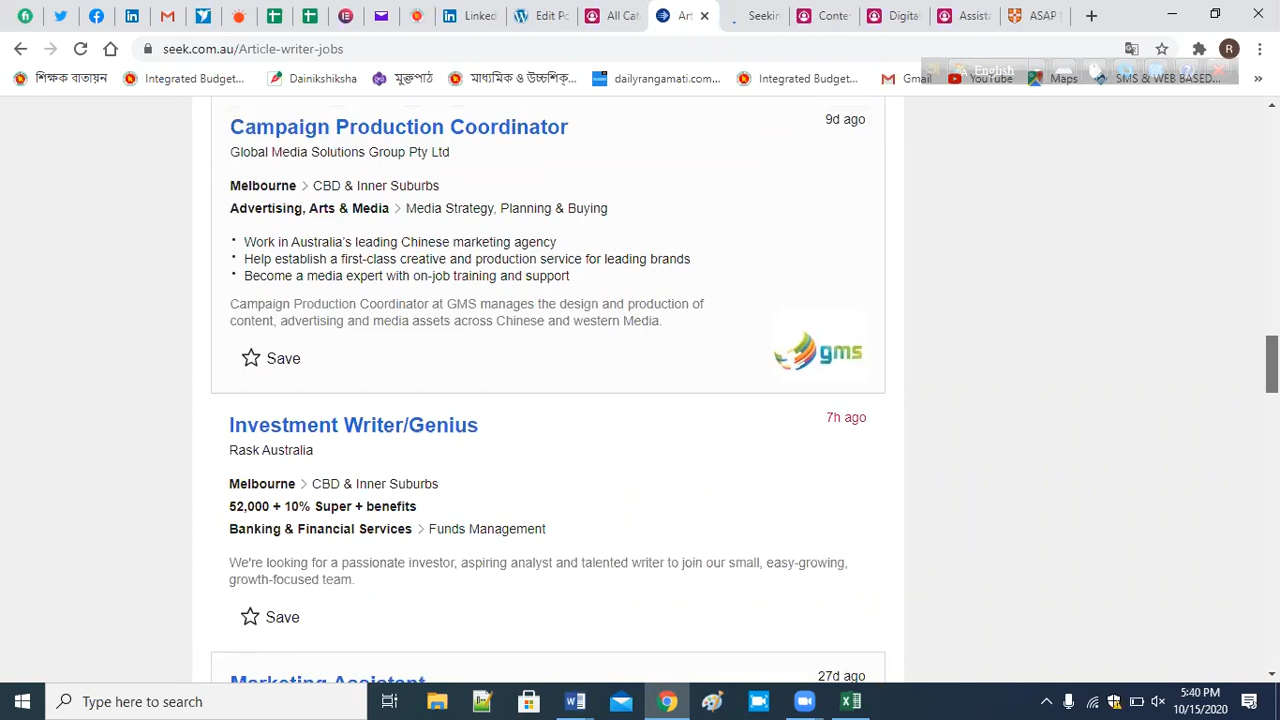 Linked
Edit Pc
All Cat
Art
Seekin
Conte
Digita
Assista
ASAP
seek.com.au/Article-writer-jobs
R
শিক্ষক বাতায়ন
Integrated Budget...
Dainikshiksha
মুক্তপাঠ
মাধ্যমিক ও উচ্চশিক্...
dailyrangamati.com...
Integrated Budget...
Gmail
YouTube
Maps
SMS & WEB BASED...
English
Campaign Production Coordinator
9d ago
Global Media Solutions Group Pty Ltd
Melbourne > CBD & Inner Suburbs
Advertising, Arts & Media > Media Strategy, Planning & Buying
• Work in Australia's leading Chinese marketing agency
• Help establish a first-class creative and production service for leading brands
• Become a media expert with on-job training and support
Campaign Production Coordinator at GMS manages the design and production of
content, advertising and media assets across Chinese and western Media.
gms
Save
Investment Writer/Genius
7h ago
Rask Australia
Melbourne > CBD & Inner Suburbs
52,000 + 10% Super + benefits
Banking & Financial Services > Funds Management
We're looking for a passionate investor, aspiring analyst and talented writer to join our small, easy-growing,
growth-focused team.
Save
Marketing Assistant
27d ago
Type here to search
5:40 PM
10/15/2020